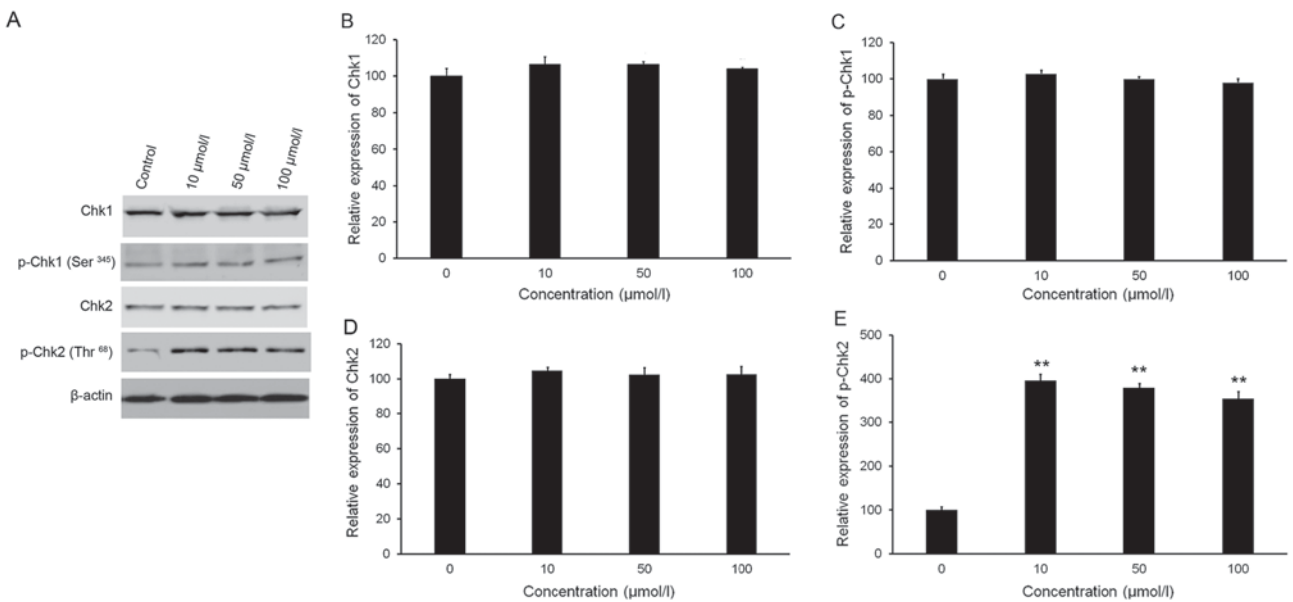 A
Control
10 µmol/l
50 µmol/l
100 µmol/l
Chk1
p-Chk1 (Ser 345)
Chk2
p-Chk2 (Thr 68)
β-actin
B
Relative expression of Chk1
120
100
80
60
40
20
0
0 10 50 100
Concentration (µmol/l)
C
Relative expression of p-Chk1
120
100
80
60
40
20
0
0 10 50 100
Concentration (µmol/l)
D
Relative expression of Chk2
120
100
80
60
40
20
0
0 10 50 100
Concentration (µmol/l)
E
Relative expression of p-Chk2
500
400
300
200
100
0
** ** **
0 10 50 100
Concentration (µmol/l)